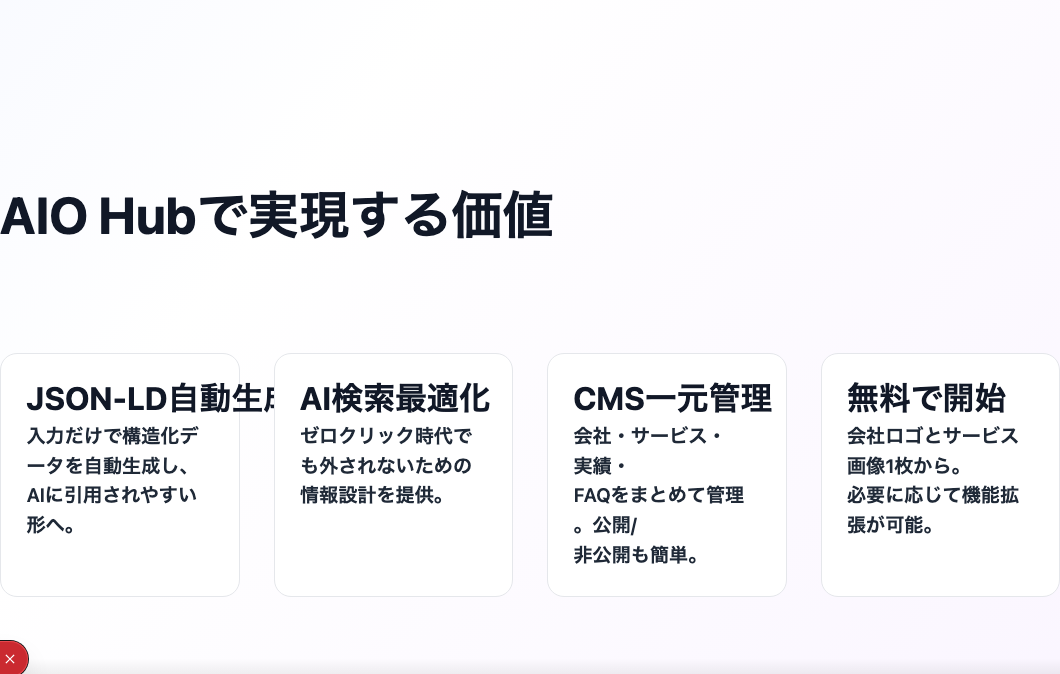 AIO Hubで実現する価値
JSON-LD自動生成
入力だけで構造化デ
ータを自動生成し、
AIに引用されやすい
形へ。
AI検索最適化
ゼロクリック時代で
も外されないための
情報設計を提供。
CMS一元管理
会社・サービス・
実績・
FAQをまとめて管理
。公開/
非公開も簡単。
無料で開始
会社ロゴとサービス
画像1枚から。
必要に応じて機能拡
張が可能。